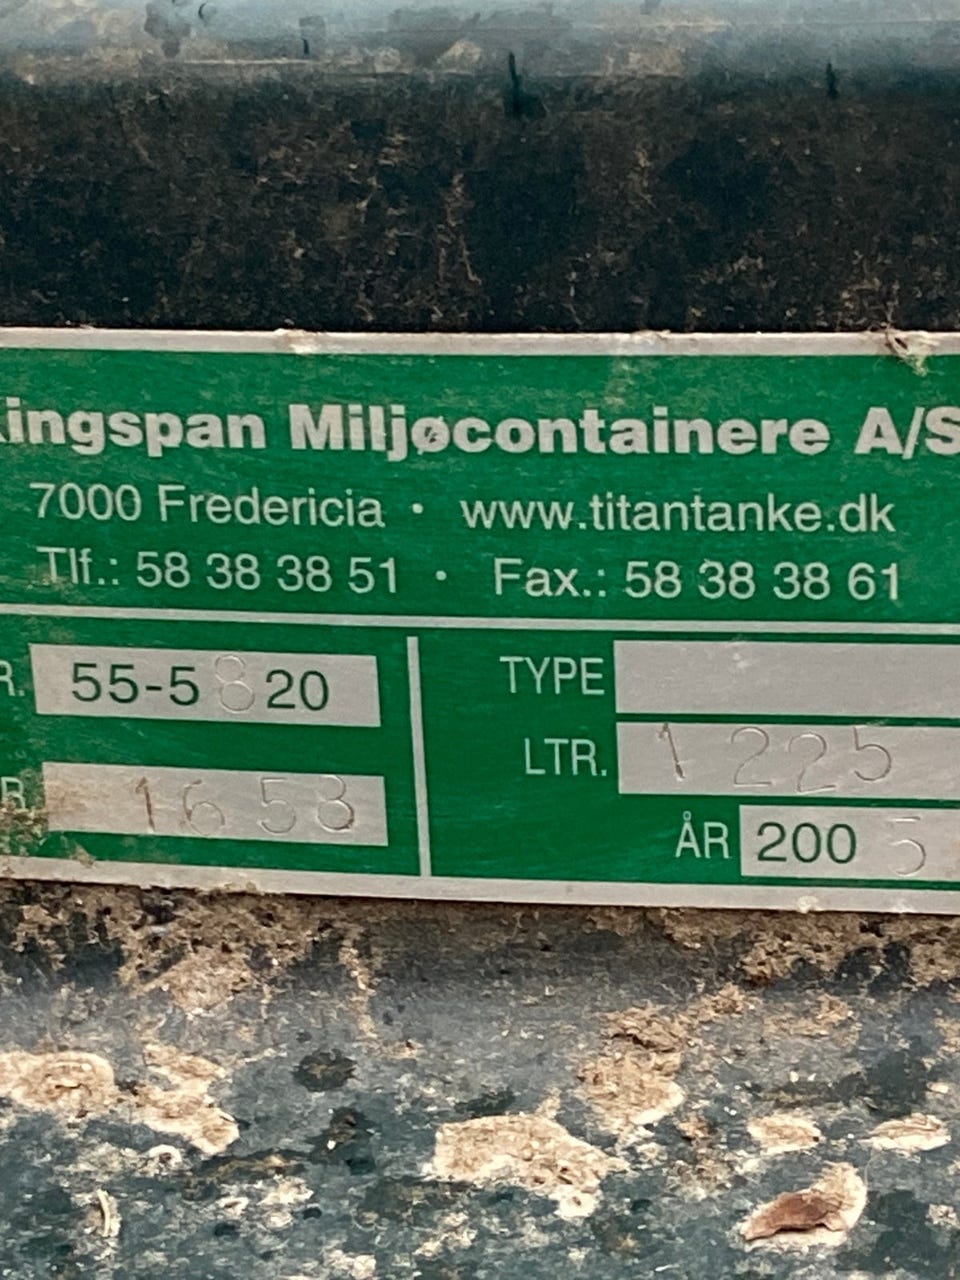 Kingspan Miljøcontainere A/S
7000 Fredericia · www.titantanke.dk
Tlf.: 58 38 38 51 · Fax.: 58 38 38 61
R. 55-5820 TYPE
LTR. 1225
R. 1653
ÅR 2005